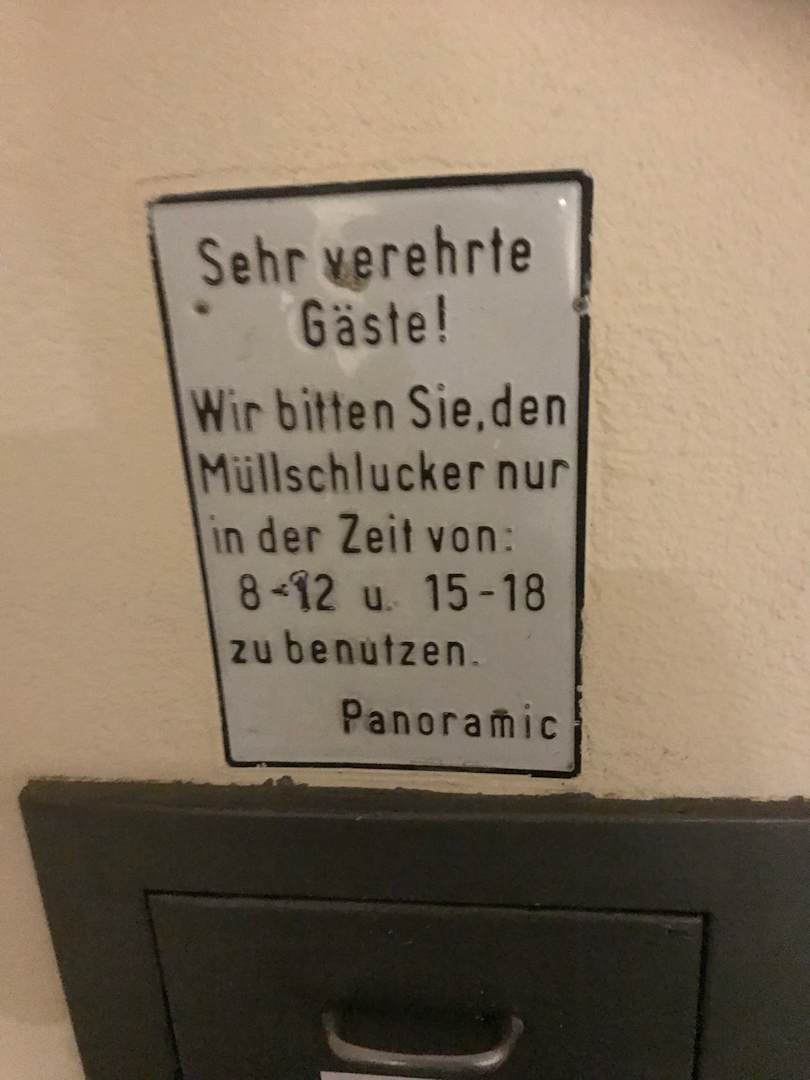 Sehr verehrte
Gäste!
Wir bitten Sie, den
Müllschlucker nur
in der Zeit von:
8-12 u. 15-18
zu benutzen.
Panoramic